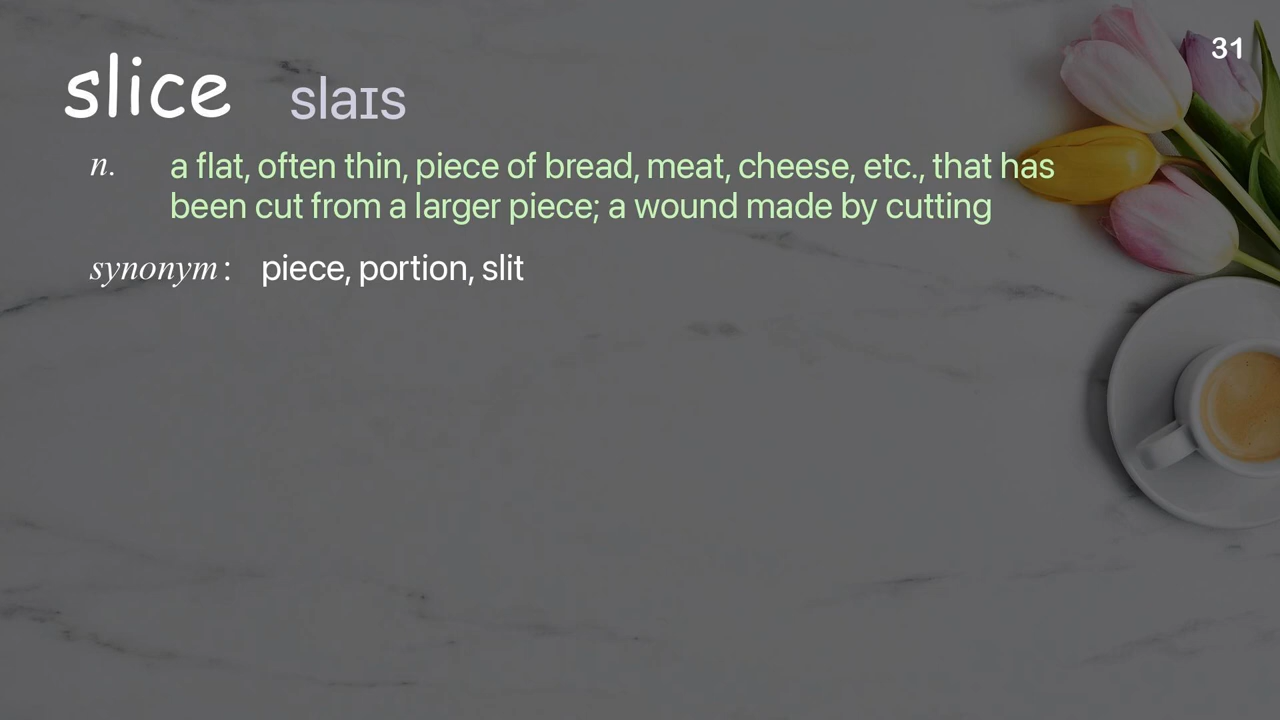 31
slice slaɪs
n. a flat, often thin, piece of bread, meat, cheese, etc., that has
been cut from a larger piece; a wound made by cutting
synonym: piece, portion, slit